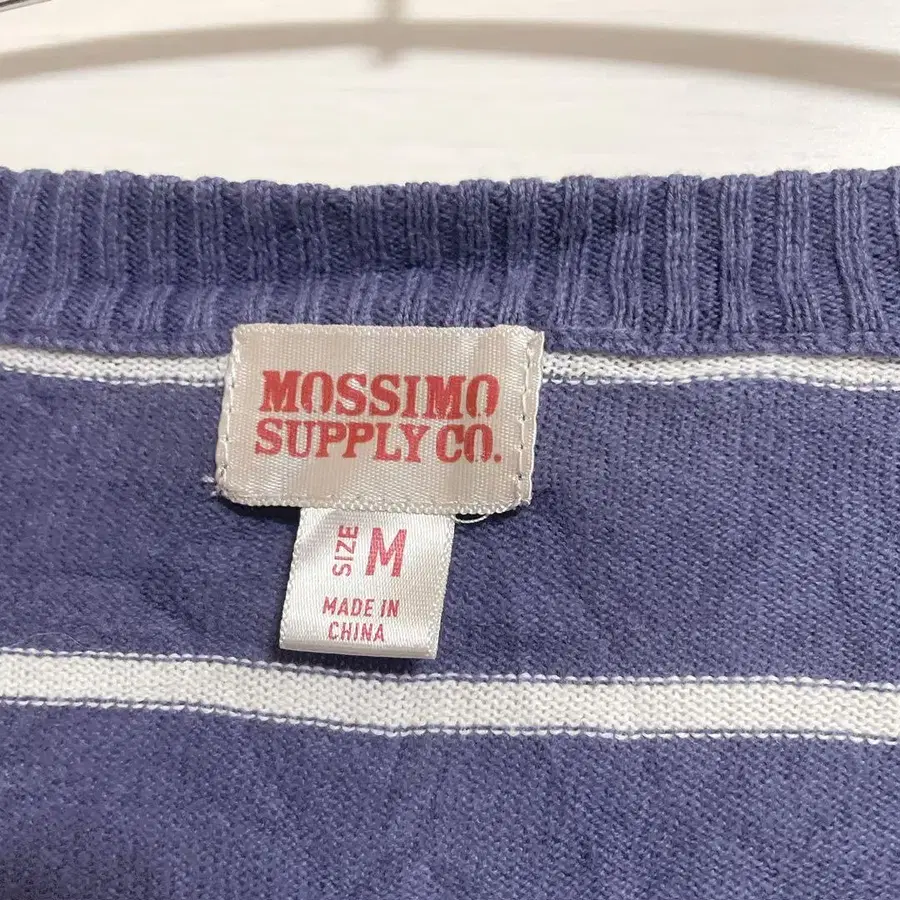 MOSSIMO
SUPPLY CO.
SIZE M
MADE IN
CHINA